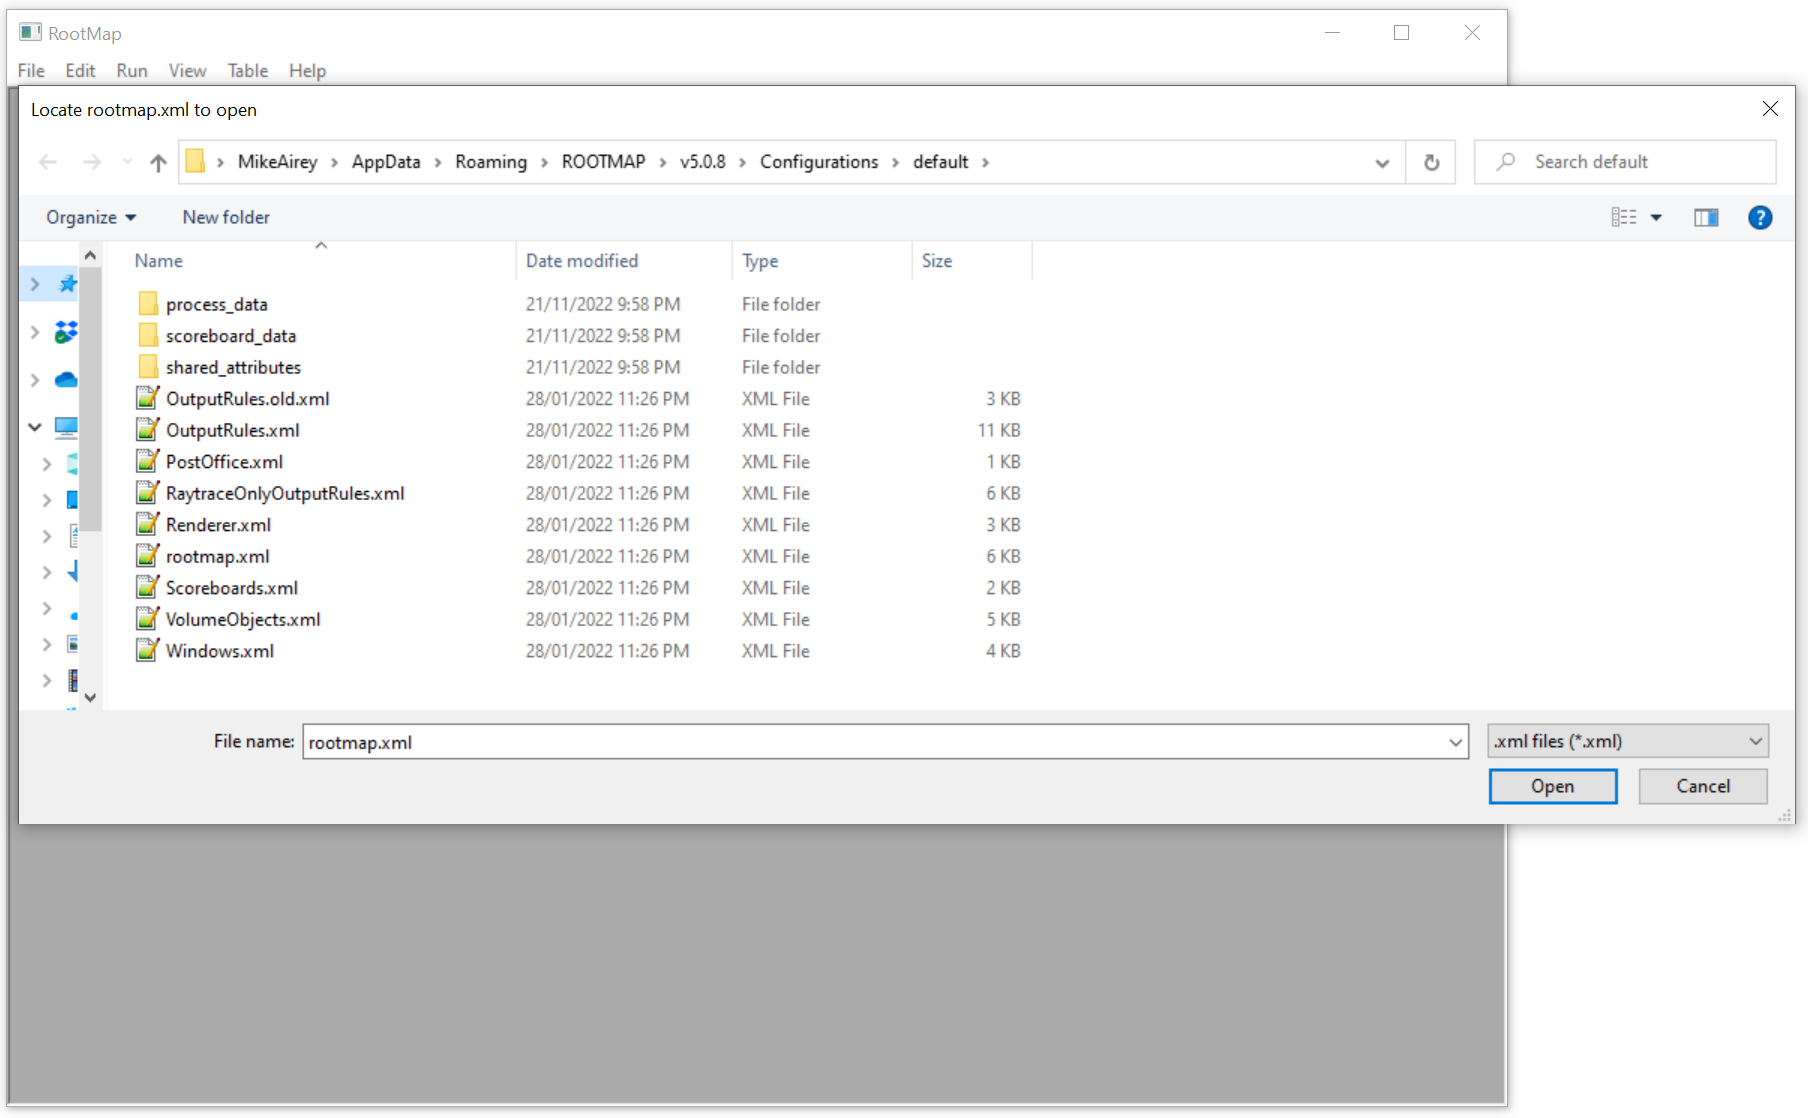 RootMap
File Edit Run View Table Help
Locate rootmap.xml to open
MikeAirey AppData Roaming ROOTMAP v5.0.8 Configurations default Search default
Organize New folder
Name Date modified Type Size
process_data 21/11/2022 9:58 PM File folder
scoreboard_data 21/11/2022 9:58 PM File folder
shared_attributes 21/11/2022 9:58 PM File folder
OutputRules.old.xml 28/01/2022 11:26 PM XML File 3 KB
OutputRules.xml 28/01/2022 11:26 PM XML File 11 KB
PostOffice.xml 28/01/2022 11:26 PM XML File 1 KB
RaytraceOnlyOutputRules.xml 28/01/2022 11:26 PM XML File 6 KB
Renderer.xml 28/01/2022 11:26 PM XML File 3 KB
rootmap.xml 28/01/2022 11:26 PM XML File 6 KB
Scoreboards.xml 28/01/2022 11:26 PM XML File 2 KB
VolumeObjects.xml 28/01/2022 11:26 PM XML File 5 KB
Windows.xml 28/01/2022 11:26 PM XML File 4 KB
File name: rootmap.xml .xml files (*.xml)
Open Cancel